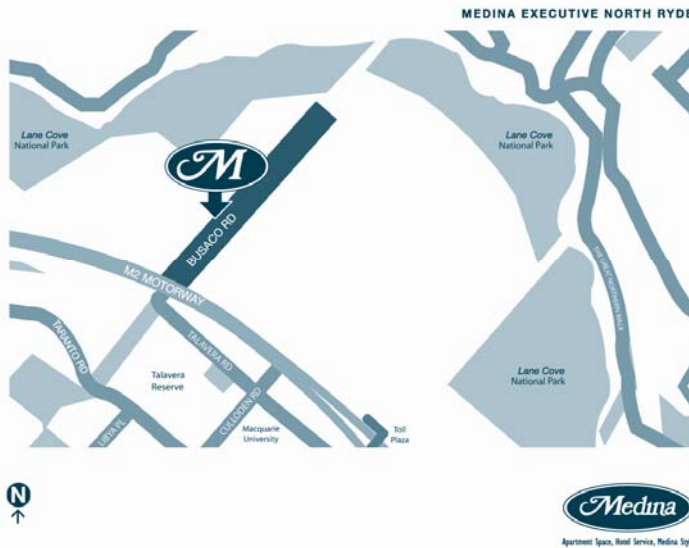 MEDINA EXECUTIVE NORTH RYDE
Lane Cove
National Park
Lane Cove
National Park
M
BUSACO RD
M2 MOTORWAY
THE GREAT NORTHERN WALK
TARANTO RD
TALAVERA RD
Lane Cove
National Park
Talavera
Reserve
CULLODEN RD
LIBYA PL
Macquarie
University
Toll
Plaza
N
Medina
Apartment Space, Hotel Service, Medina